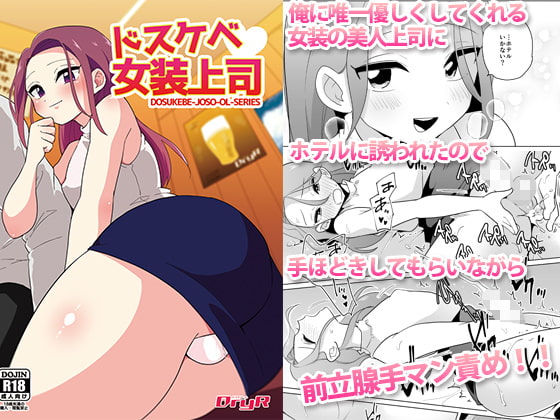 ドスケベ♡
女装上司
DOSUKEBE-JOSO-OL-SERIES
DryR
DOJIN
R18
成人向け
DryR
俺に唯一優しくしてくれる
女装の美人上司に
…ホテル
いかない?
ホテルに誘われたので
手ほどきしてもらいながら
前立腺手マン責め!!